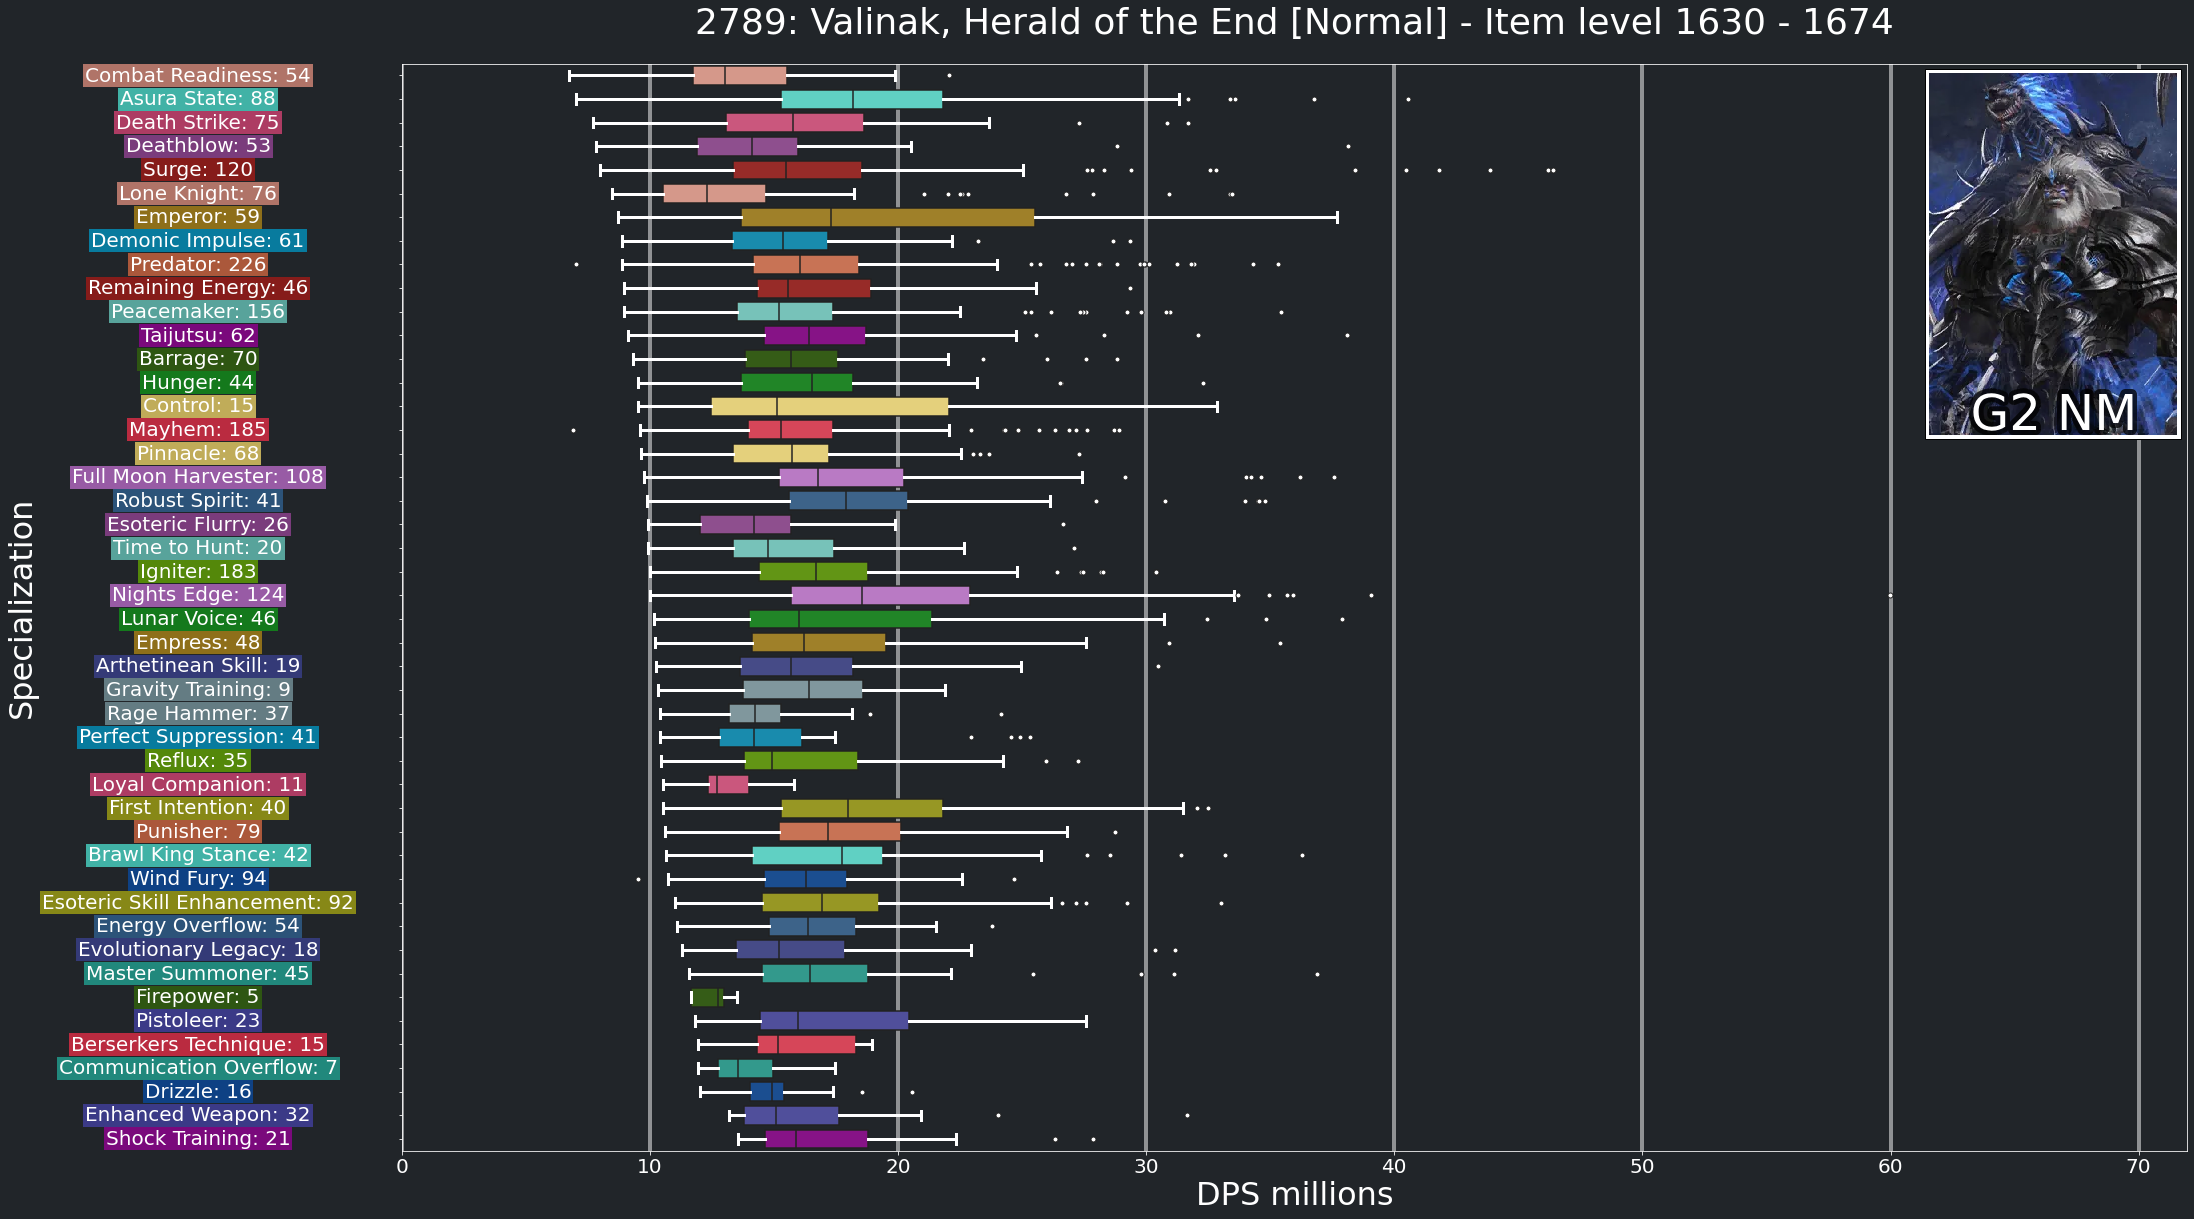 2789: Valinak, Herald of the End [Normal] - Item level 1630 - 1674
Combat Readiness: 54
Asura State: 88
Death Strike: 75
Deathblow: 53
Surge: 120
Lone Knight: 76
Emperor: 59
Demonic Impulse: 61
Predator: 226
Remaining Energy: 46
Peacemaker: 156
Taijutsu: 62
Barrage: 70
Hunger: 44
Control: 15
Mayhem: 185
Pinnacle: 68
Full Moon Harvester: 108
Robust Spirit: 41
Esoteric Flurry: 26
Time to Hunt: 20
Igniter: 183
Nights Edge: 124
Lunar Voice: 46
Empress: 48
Arthetinean Skill: 19
Gravity Training: 9
Rage Hammer: 37
Perfect Suppression: 41
Reflux: 35
Loyal Companion: 11
First Intention: 40
Punisher: 79
Brawl King Stance: 42
Wind Fury: 94
Esoteric Skill Enhancement: 92
Energy Overflow: 54
Evolutionary Legacy: 18
Master Summoner: 45
Firepower: 5
Pistoleer: 23
Berserkers Technique: 15
Communication Overflow: 7
Drizzle: 16
Enhanced Weapon: 32
Shock Training: 21
Specialization
G2 NM
0 10 20 30 40 50 60 70
DPS millions